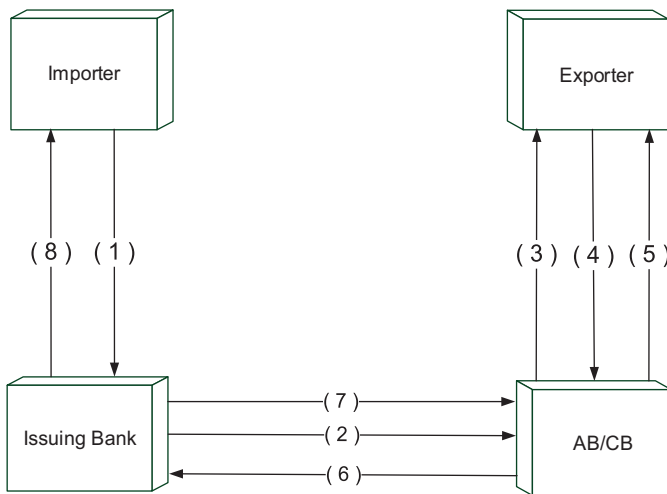 Importer
Exporter
( 8 )
( 1 )
( 3 )
( 4 )
( 5 )
Issuing Bank
( 7 )
( 2 )
( 6 )
AB/CB